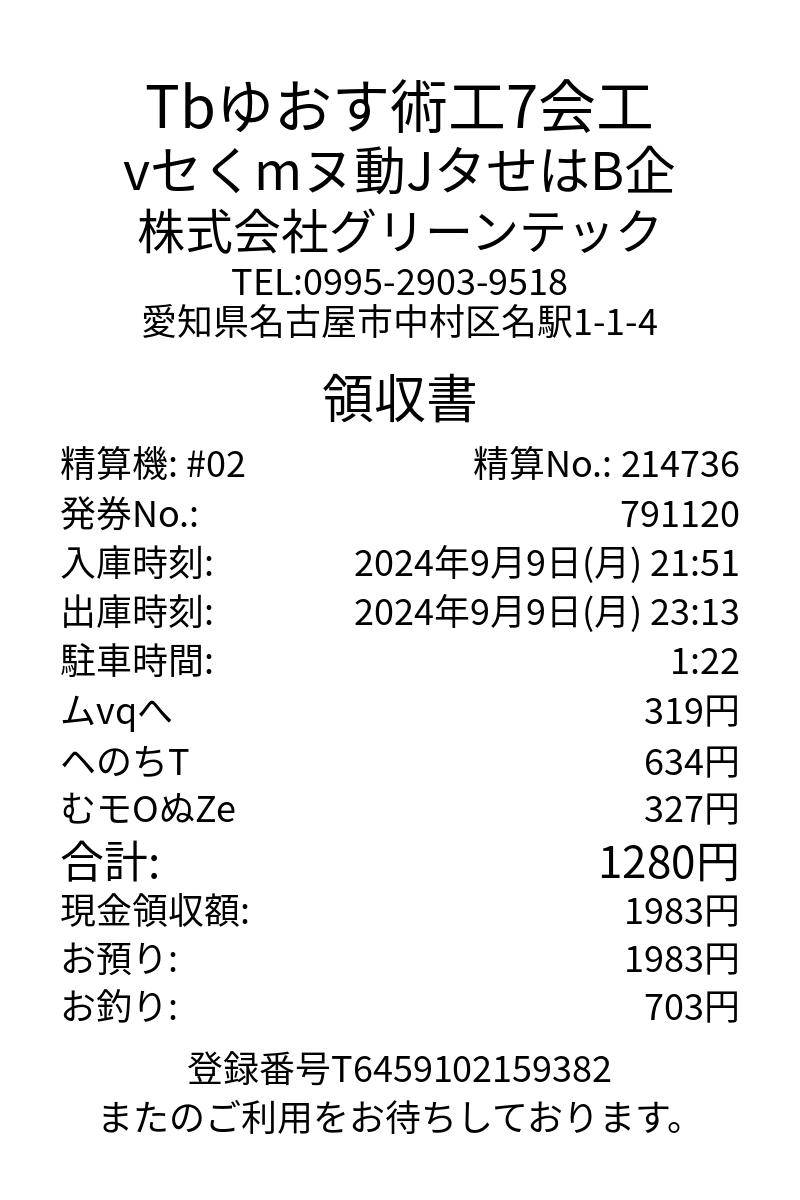 Tbゆおす術工7会工
vセくmヌ動JタせはB企
株式会社グリーンテック
TEL:0995-2903-9518
愛知県名古屋市中村区名駅1-1-4
領収書
精算機: #02 精算No.: 214736
発券No.: 791120
入庫時刻: 2024年9月9日(月) 21:51
出庫時刻: 2024年9月9日(月) 23:13
駐車時間: 1:22
ムvqへ 319円
へのちT 634円
むモOぬZe 327円
合計: 1280円
現金領収額: 1983円
お預り: 1983円
お釣り: 703円
登録番号T6459102159382
またのご利用をお待ちしております。